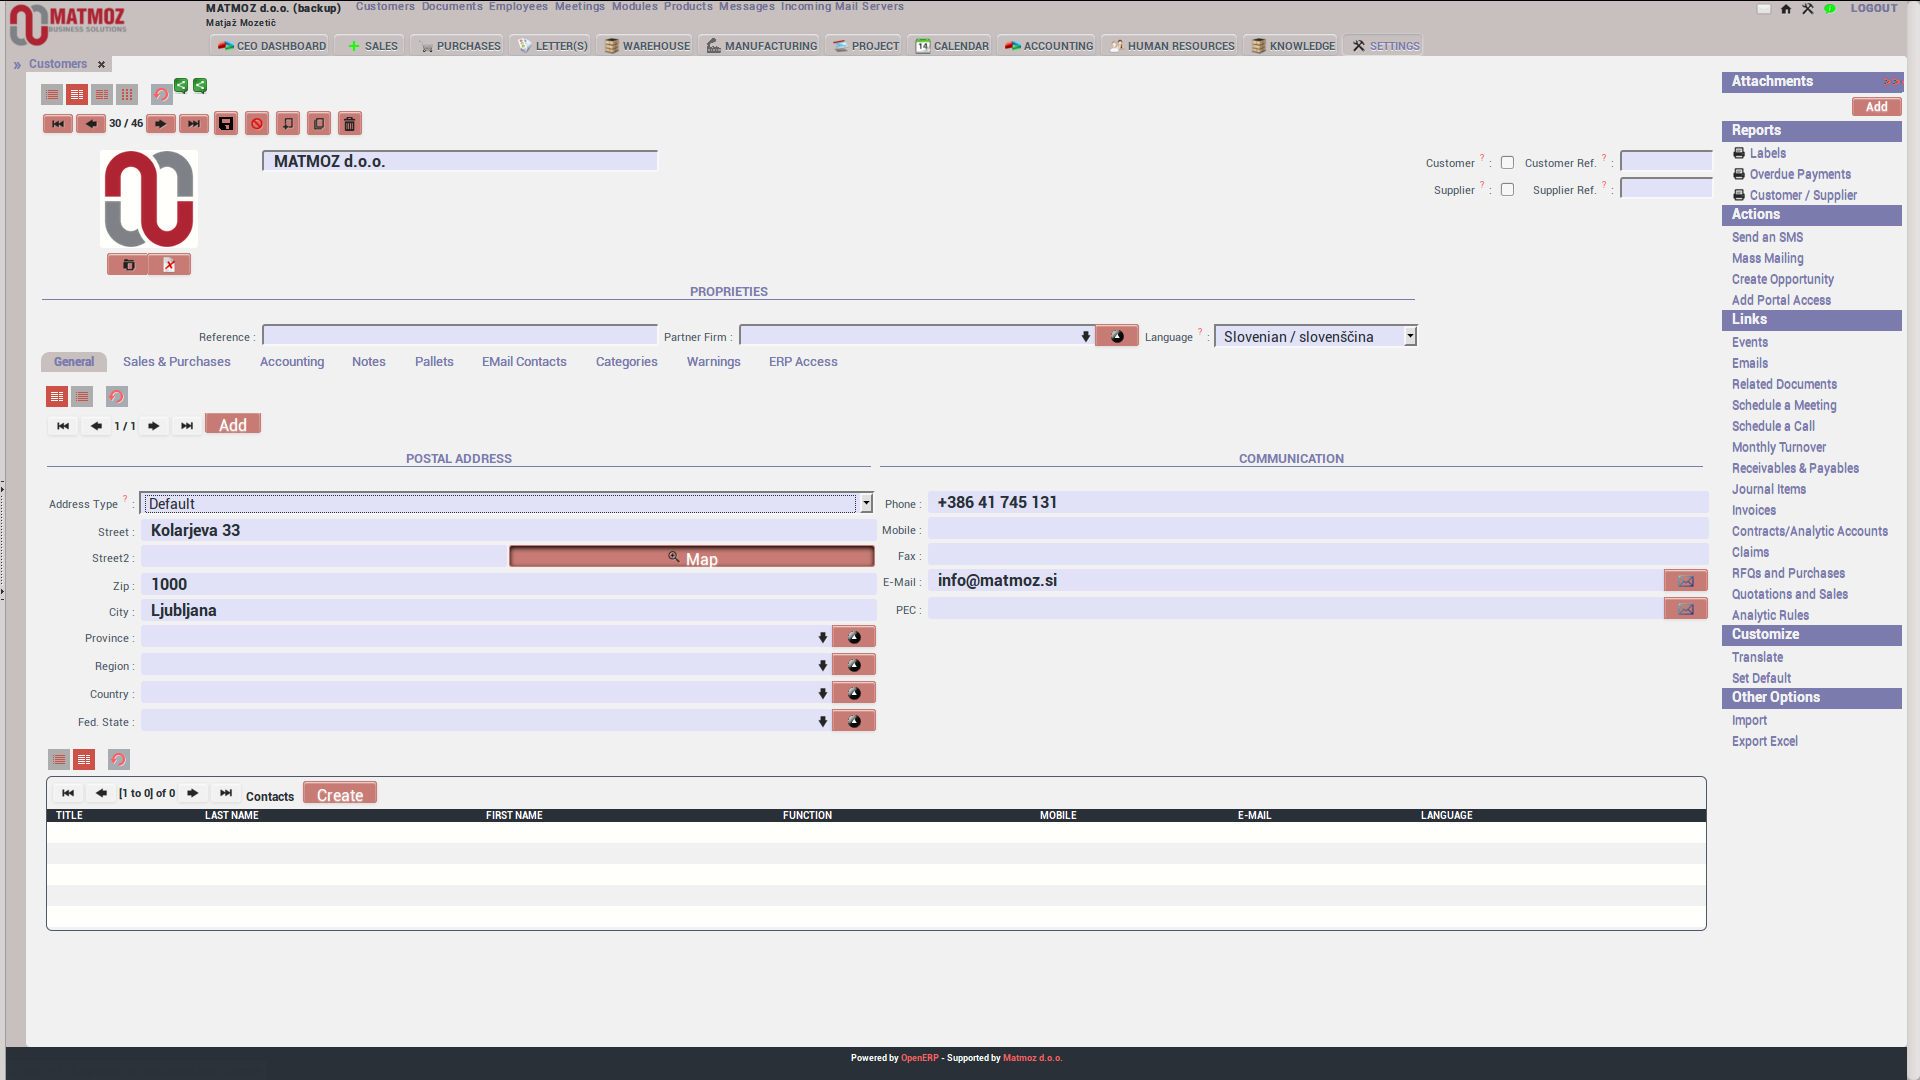 MATMOZ
BUSINESS SOLUTIONS
MATMOZ d.o.o. (backup)
Matjaž Mozetič
Customers Documents Employees Meetings Modules Products Messages Incoming Mail Servers
LOGOUT
CEO DASHBOARD SALES PURCHASES LETTER(S) WAREHOUSE MANUFACTURING PROJECT 14 CALENDAR ACCOUNTING HUMAN RESOURCES KNOWLEDGE SETTINGS
» Customers x
30 / 46
MATMOZ d.o.o.
Customer ? : Customer Ref. ? :
Supplier ? : Supplier Ref. ? :
PROPRIETIES
Reference : Partner Firm : Language ? : Slovenian / slovenščina
General Sales & Purchases Accounting Notes Pallets EMail Contacts Categories Warnings ERP Access
1 / 1 Add
POSTAL ADDRESS
Address Type ? : Default
Street : Kolarjeva 33
Street2 : Map
Zip : 1000
City : Ljubljana
Province :
Region :
Country :
Fed. State :
COMMUNICATION
Phone : +386 41 745 131
Mobile :
Fax :
E-Mail : info@matmoz.si
PEC :
[1 to 0] of 0 Contacts Create
TITLE LAST NAME FIRST NAME FUNCTION MOBILE E-MAIL LANGUAGE
Attachments
Add
Reports
Labels
Overdue Payments
Customer / Supplier
Actions
Send an SMS
Mass Mailing
Create Opportunity
Add Portal Access
Links
Events
Emails
Related Documents
Schedule a Meeting
Schedule a Call
Monthly Turnover
Receivables & Payables
Journal Items
Invoices
Contracts/Analytic Accounts
Claims
RFQs and Purchases
Quotations and Sales
Analytic Rules
Customize
Translate
Set Default
Other Options
Import
Export Excel
Powered by OpenERP - Supported by Matmoz d.o.o.